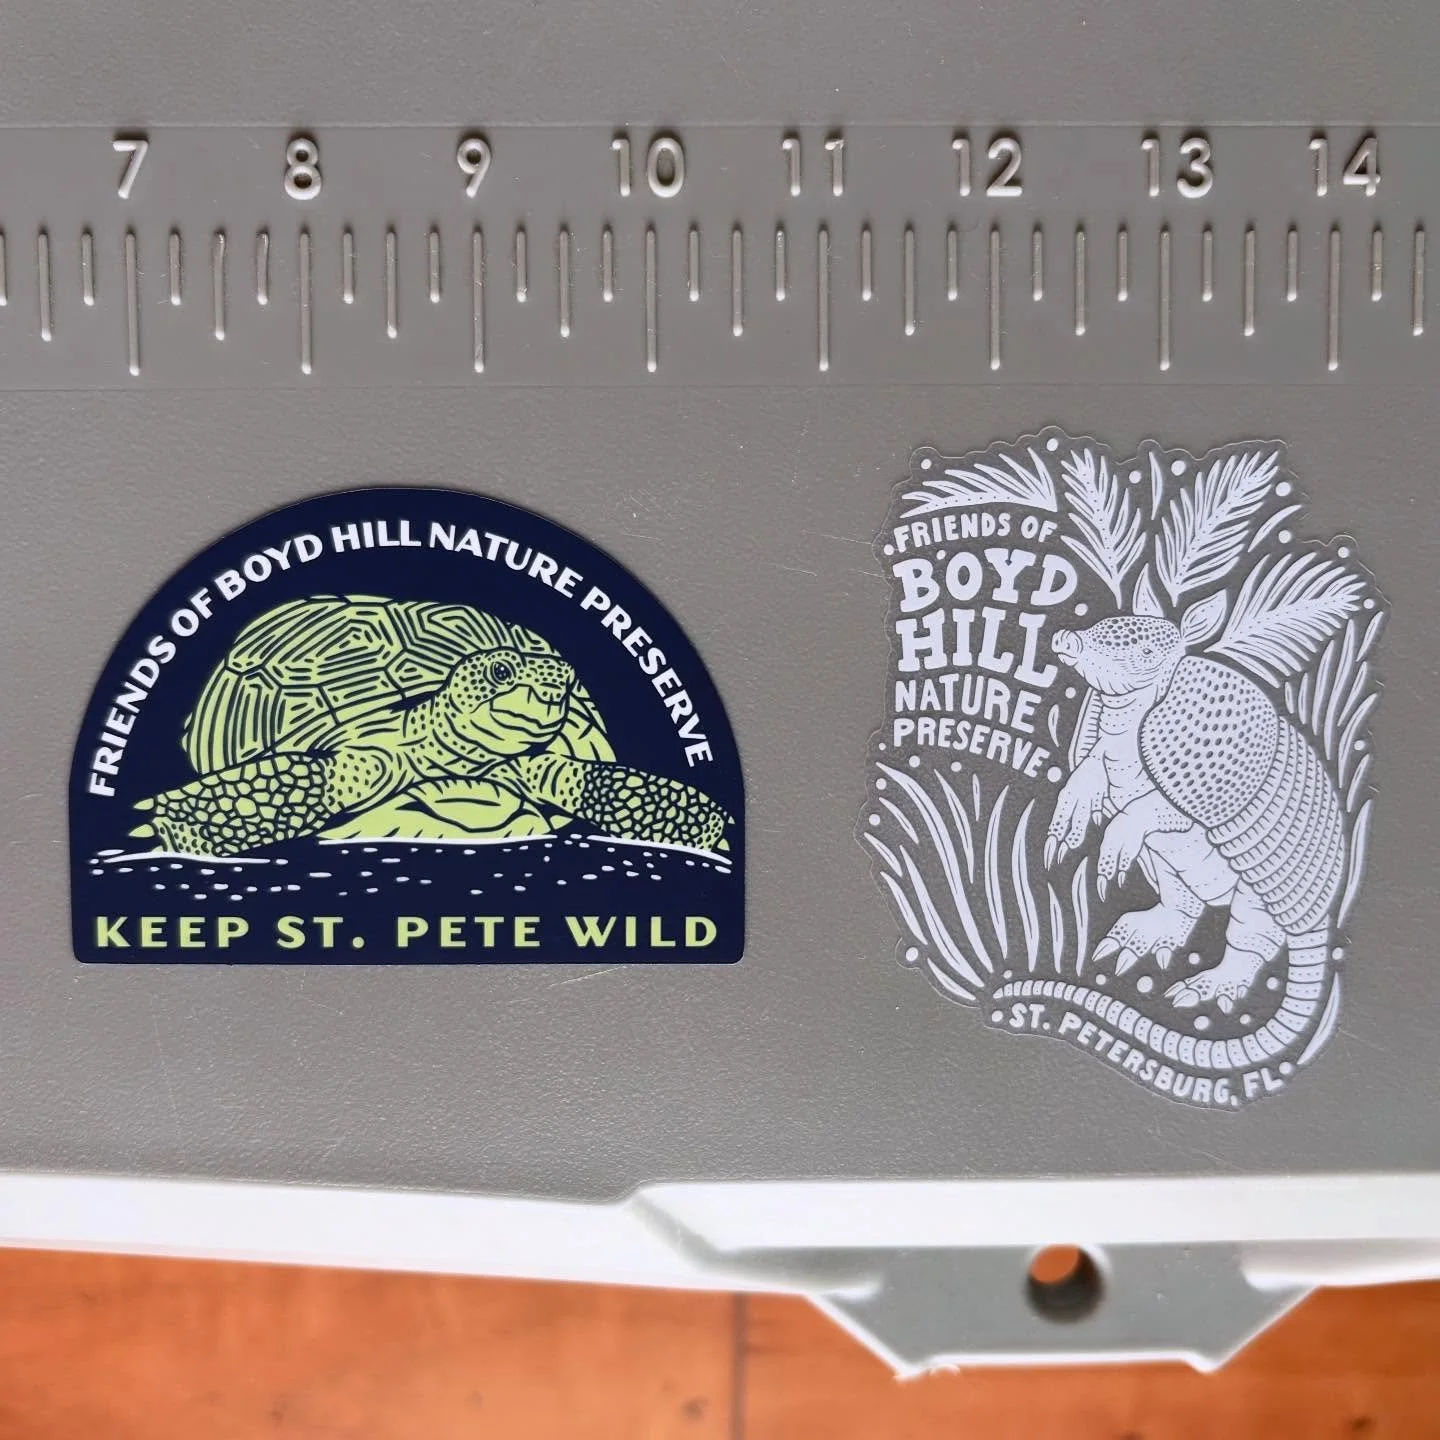 7 8 9 10 11 12 13 14
FRIENDS OF BOYD HILL NATURE PRESERVE
KEEP ST. PETE WILD
FRIENDS OF
BOYD
HILL
NATURE
PRESERVE
ST. PETERSBURG, FL